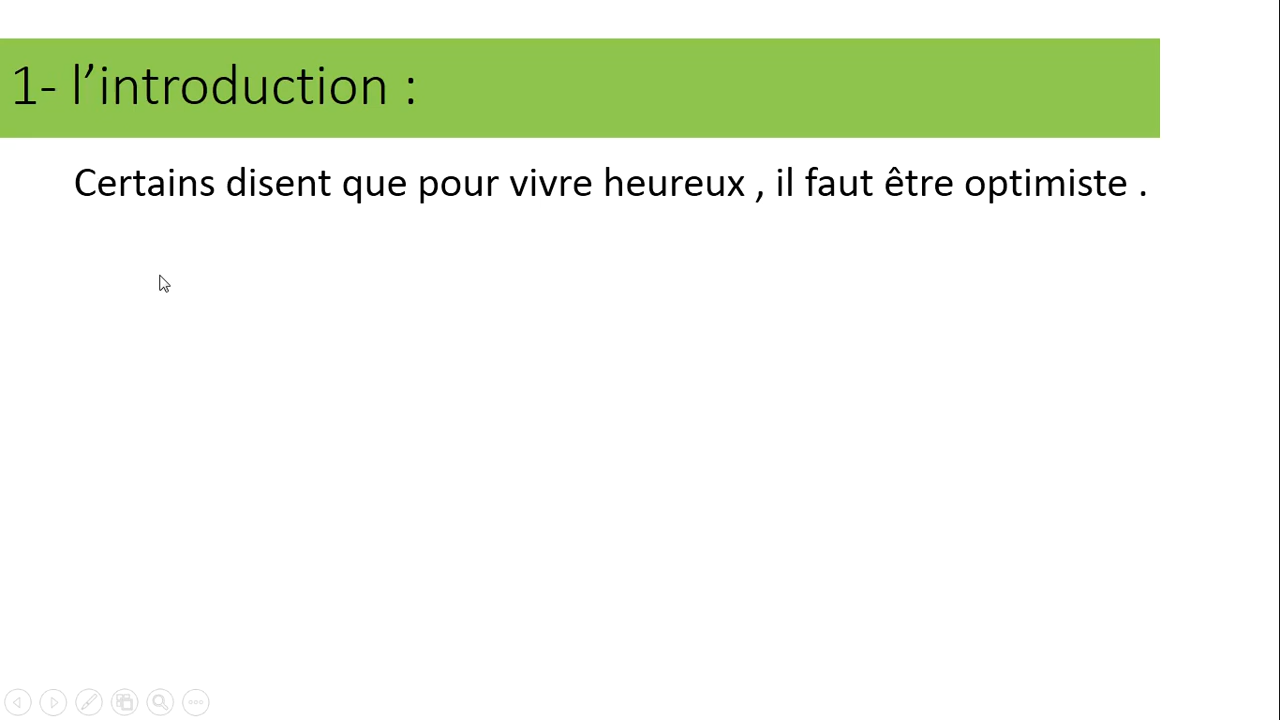 1- l’introduction :
Certains disent que pour vivre heureux , il faut être optimiste .